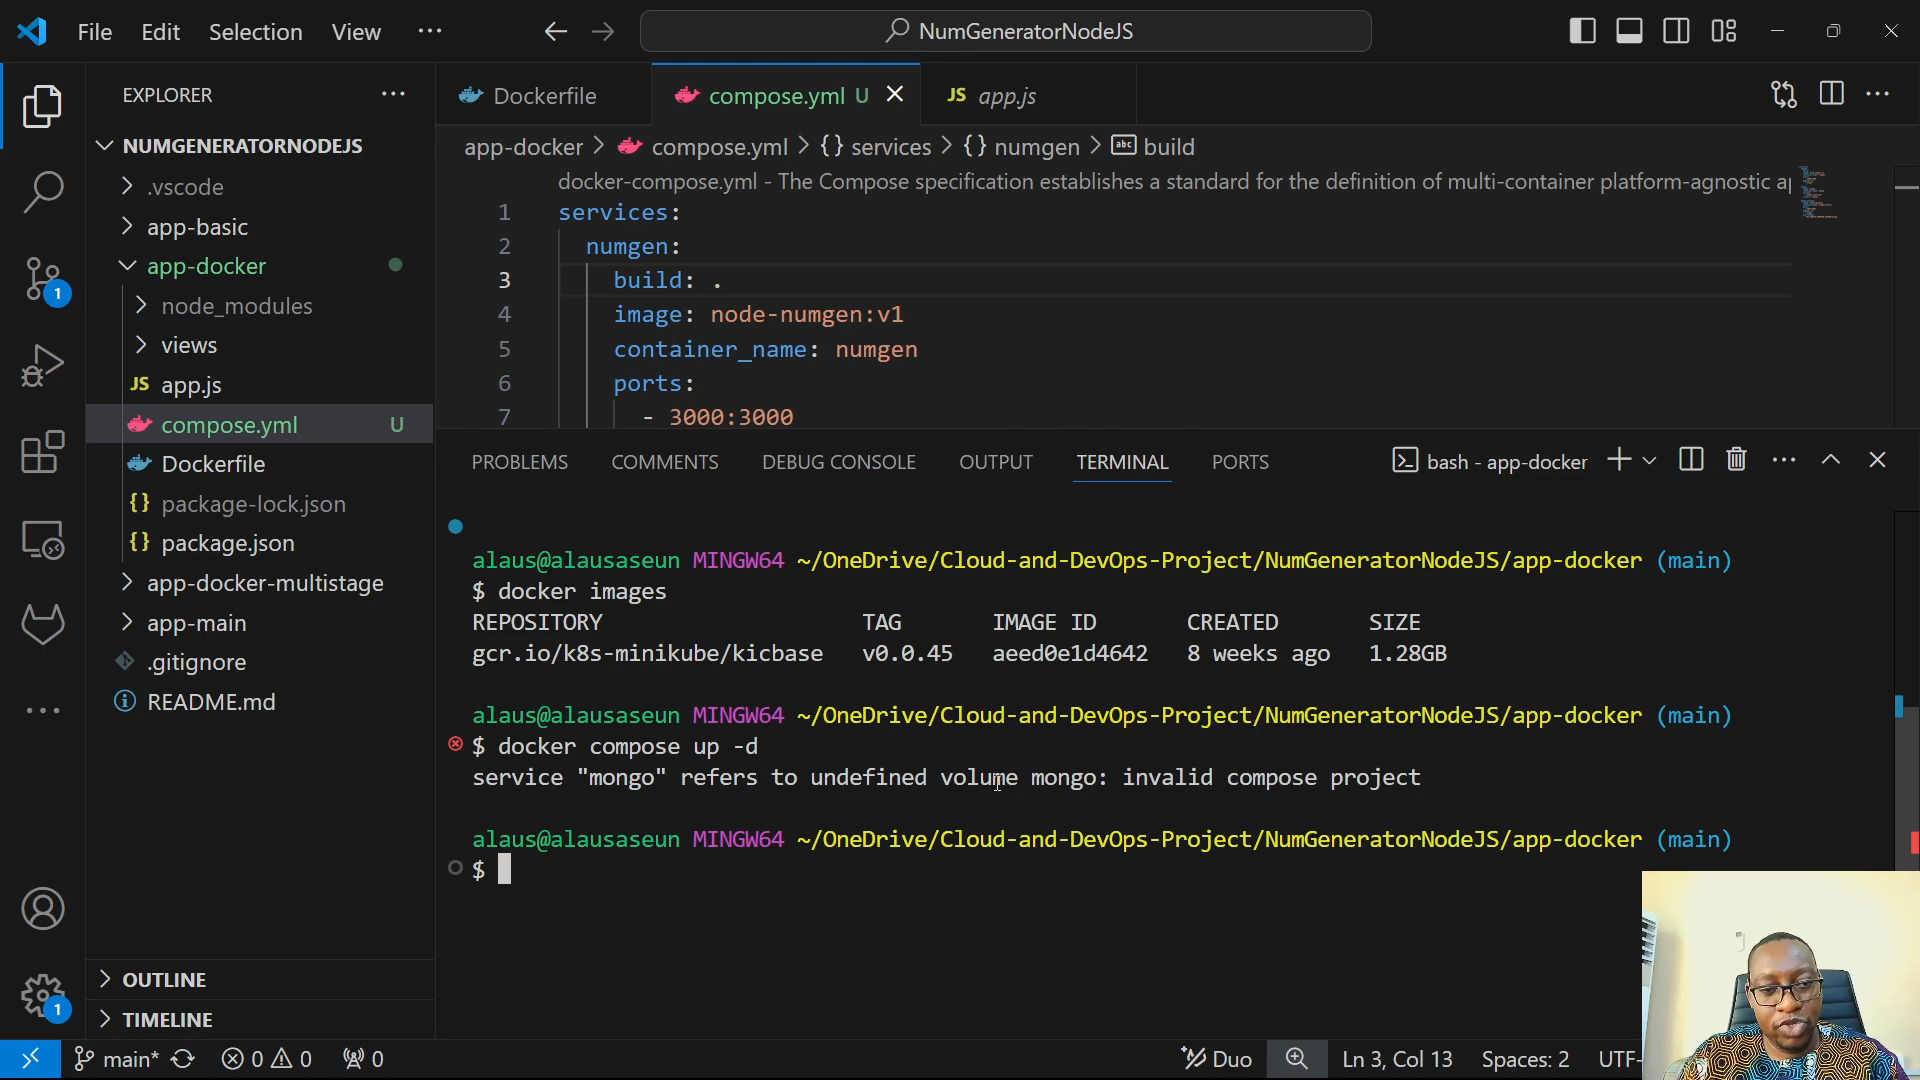 File Edit Selection View ···
NumGeneratorNodeJS
EXPLORER
NUMGENERATORNODEJS
.vscode
app-basic
app-docker
node_modules
views
JS app.js
compose.yml U
Dockerfile
{} package-lock.json
{} package.json
app-docker-multistage
app-main
.gitignore
README.md
OUTLINE
TIMELINE
1
1
Dockerfile
compose.yml U
JS app.js
app-docker > compose.yml > {} services > {} numgen > abc build
docker-compose.yml - The Compose specification establishes a standard for the definition of multi-container platform-agnostic
1 services:
2 numgen:
3 build: .
4 image: node-numgen:v1
5 container_name: numgen
6 ports:
7 - 3000:3000
PROBLEMS COMMENTS DEBUG CONSOLE OUTPUT TERMINAL PORTS
bash - app-docker
alaus@alausaseun MINGW64 ~/OneDrive/Cloud-and-DevOps-Project/NumGeneratorNodeJS/app-docker (main)
$ docker images
REPOSITORY TAG IMAGE ID CREATED SIZE
gcr.io/k8s-minikube/kicbase v0.0.45 aeed0e1d4642 8 weeks ago 1.28GB
alaus@alausaseun MINGW64 ~/OneDrive/Cloud-and-DevOps-Project/NumGeneratorNodeJS/app-docker (main)
$ docker compose up -d
service "mongo" refers to undefined volume mongo: invalid compose project
alaus@alausaseun MINGW64 ~/OneDrive/Cloud-and-DevOps-Project/NumGeneratorNodeJS/app-docker (main)
$
main* 0 0 0 Duo Ln 3, Col 13 Spaces: 2 UTF-